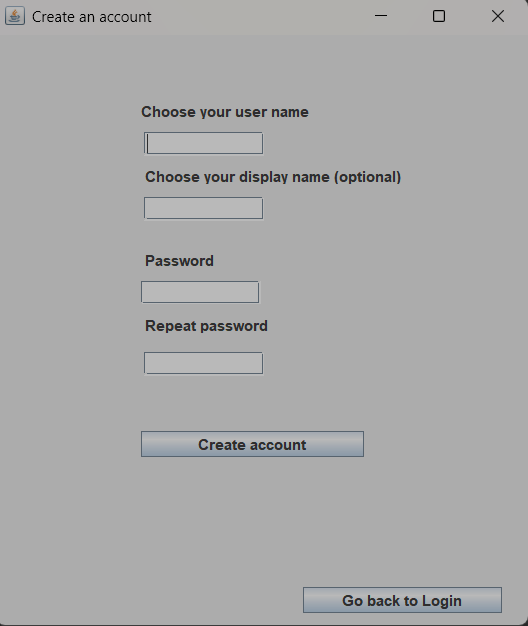 Create an account
Choose your user name
Choose your display name (optional)
Password
Repeat password
Create account
Go back to Login